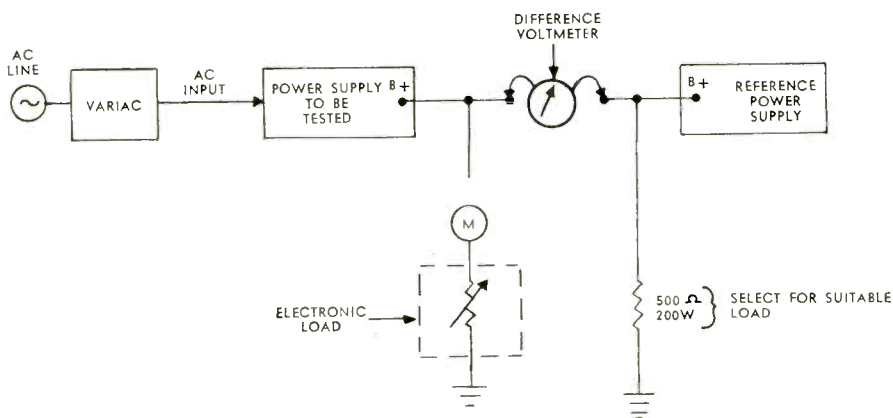 DIFFERENCE
VOLTMETER
AC
LINE
VARIAC
AC
INPUT
POWER SUPPLY
TO BE
TESTED
B+
B+
REFERENCE
POWER
SUPPLY
M
ELECTRONIC
LOAD
500 Ω
200W
SELECT FOR SUITABLE
LOAD